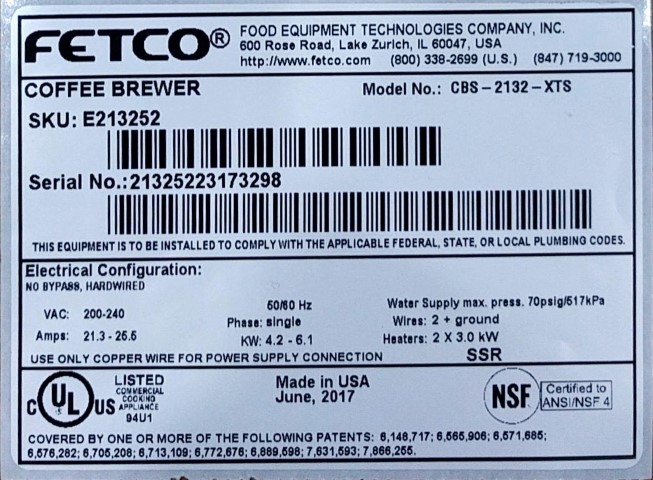 FETCO® FOOD EQUIPMENT TECHNOLOGIES COMPANY, INC.
600 Rose Road, Lake Zurich, IL 60047, USA
http://www.fetco.com (800) 338-2699 (U.S.) (847) 719-3000
COFFEE BREWER Model No.: CBS-2132-XTS
SKU: E213252
Serial No.:21325223173298
THIS EQUIPMENT IS TO BE INSTALLED TO COMPLY WITH THE APPLICABLE FEDERAL, STATE, OR LOCAL PLUMBING CODES.
Electrical Configuration:
NO BYPASS, HARDWIRED
VAC: 200-240 50/60 Hz Water Supply max. press. 70psig/517kPa
Phase: single Wires: 2 + ground
Amps: 21.3 - 25.5 KW: 4.2 - 6.1 Heaters: 2 X 3.0 kW
USE ONLY COPPER WIRE FOR POWER SUPPLY CONNECTION SSR
C UL US LISTED
COMMERCIAL
COOKING
APPLIANCE
94U1
Made in USA
June, 2017
NSF Certified to
ANSI/NSF 4
COVERED BY ONE OR MORE OF THE FOLLOWING PATENTS: 6,148,717; 6,565,906; 6,571,685;
6,576,282; 6,705,208; 6,713,109; 6,772,676; 6,889,598; 7,631,593; 7,866,255.